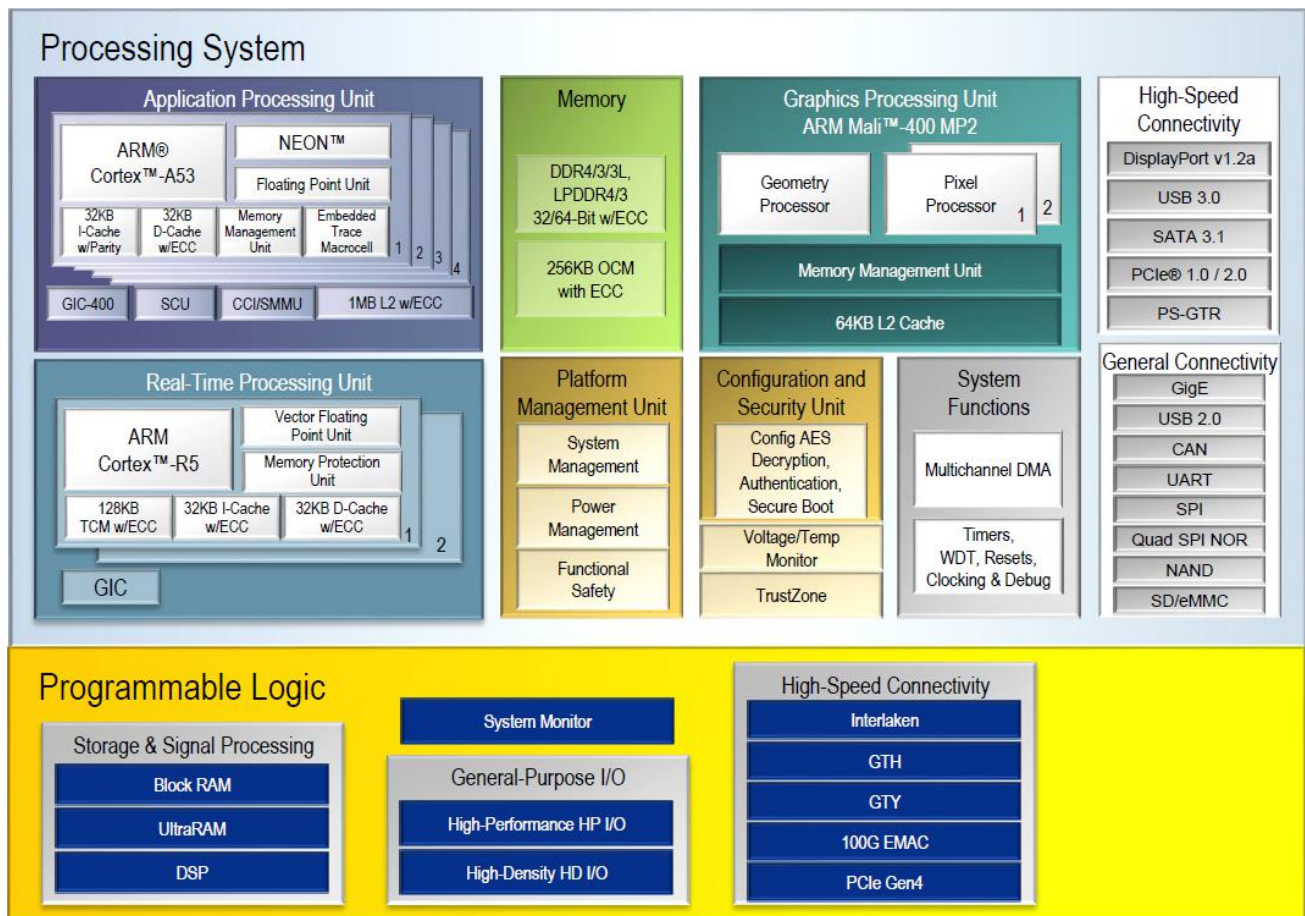 Processing System
Application Processing Unit
ARM®
Cortex™-A53
NEON™
Floating Point Unit
32KB
I-Cache
w/Parity
32KB
D-Cache
w/ECC
Memory
Management
Unit
Embedded
Trace
Macrocell
1
2
3
4
GIC-400
SCU
CCI/SMMU
1MB L2 w/ECC
Memory
DDR4/3/3L,
LPDDR4/3
32/64-Bit w/ECC
256KB OCM
with ECC
Graphics Processing Unit
ARM Mali™-400 MP2
Geometry
Processor
Pixel
Processor
1
2
Memory Management Unit
64KB L2 Cache
High-Speed
Connectivity
DisplayPort v1.2a
USB 3.0
SATA 3.1
PCIe® 1.0 / 2.0
PS-GTR
Real-Time Processing Unit
ARM
Cortex™-R5
Vector Floating
Point Unit
Memory Protection
Unit
128KB
TCM w/ECC
32KB I-Cache
w/ECC
32KB D-Cache
w/ECC
1
2
GIC
Platform
Management Unit
System
Management
Power
Management
Functional
Safety
Configuration and
Security Unit
Config AES
Decryption,
Authentication,
Secure Boot
Voltage/Temp
Monitor
TrustZone
System
Functions
Multichannel DMA
Timers,
WDT, Resets,
Clocking & Debug
General Connectivity
GigE
USB 2.0
CAN
UART
SPI
Quad SPI NOR
NAND
SD/eMMC
Programmable Logic
Storage & Signal Processing
Block RAM
UltraRAM
DSP
System Monitor
General-Purpose I/O
High-Performance HP I/O
High-Density HD I/O
High-Speed Connectivity
Interlaken
GTH
GTY
100G EMAC
PCIe Gen4